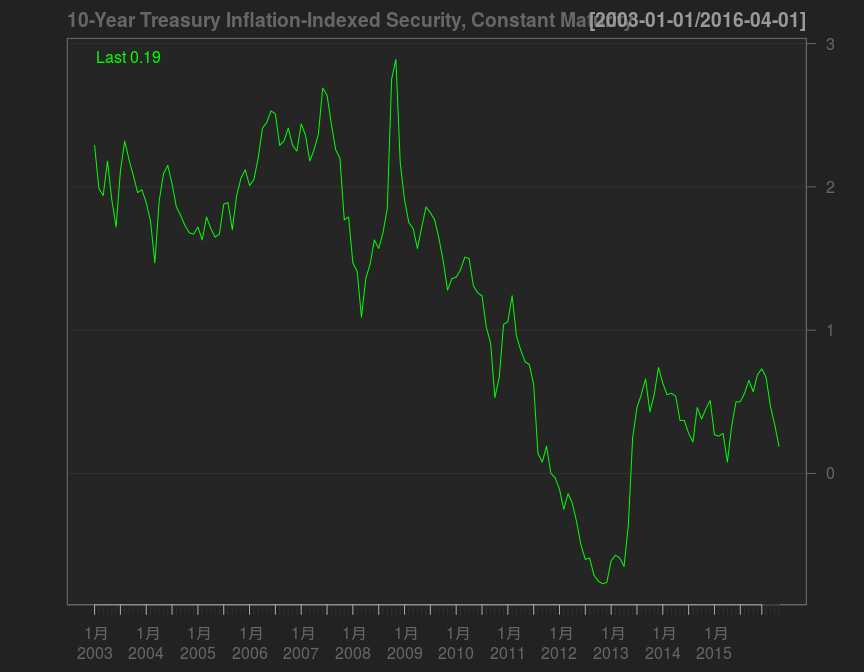 10-Year Treasury Inflation-Indexed Security, Constant Maturity [2003-01-01/2016-04-01]
Last 0.19
3
2
1
0
1月 1月 1月 1月 1月 1月 1月 1月 1月 1月 1月 1月 1月
2003 2004 2005 2006 2007 2008 2009 2010 2011 2012 2013 2014 2015